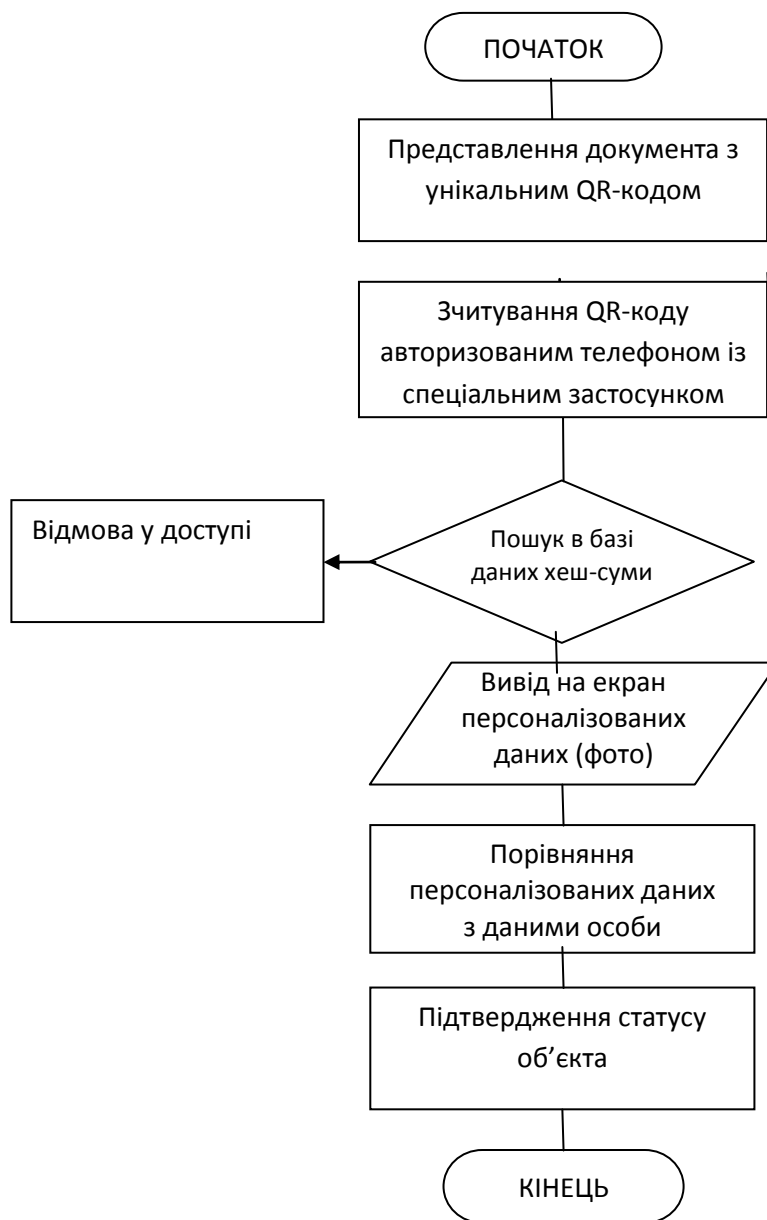 ПОЧАТОК
Представлення документа з
унікальним QR-кодом
Зчитування QR-коду
авторизованим телефоном із
спеціальним застосунком
Відмова у доступі
Пошук в базі
даних хеш-суми
Вивід на екран
персоналізованих
даних (фото)
Порівняння
персоналізованих даних
з даними особи
Підтвердження статусу
об’єкта
КІНЕЦЬ